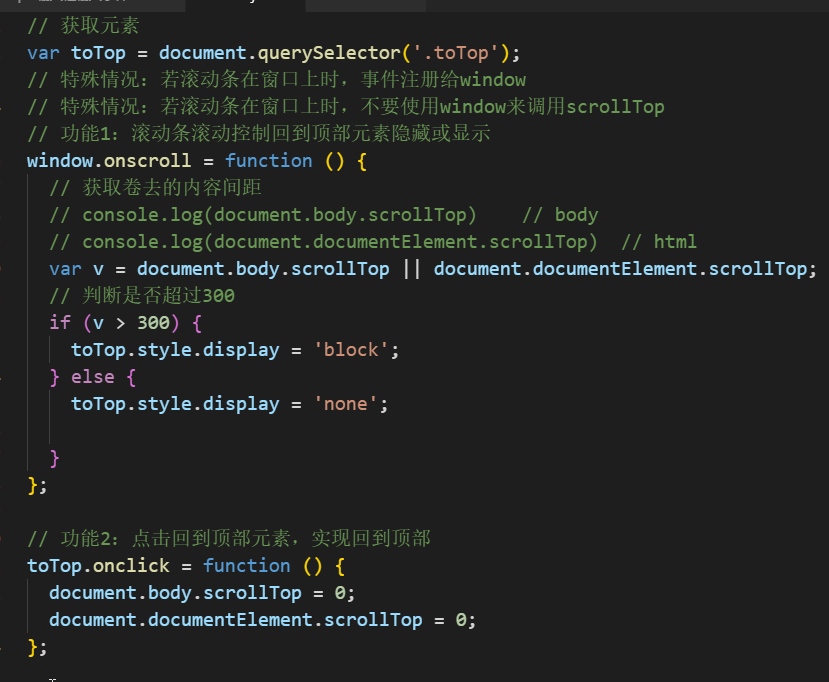 // 获取元素
var toTop = document.querySelector('.toTop');
// 特殊情况：若滚动条在窗口上时，事件注册给window
// 特殊情况：若滚动条在窗口上时，不要使用window来调用scrollTop
// 功能1：滚动条滚动控制回到顶部元素隐藏或显示
window.onscroll = function () {
  // 获取卷去的内容间距
  // console.log(document.body.scrollTop)    // body
  // console.log(document.documentElement.scrollTop)  // html
  var v = document.body.scrollTop || document.documentElement.scrollTop;
  // 判断是否超过300
  if (v > 300) {
    toTop.style.display = 'block';
  } else {
    toTop.style.display = 'none';
  }
};
// 功能2：点击回到顶部元素，实现回到顶部
toTop.onclick = function () {
  document.body.scrollTop = 0;
  document.documentElement.scrollTop = 0;
};